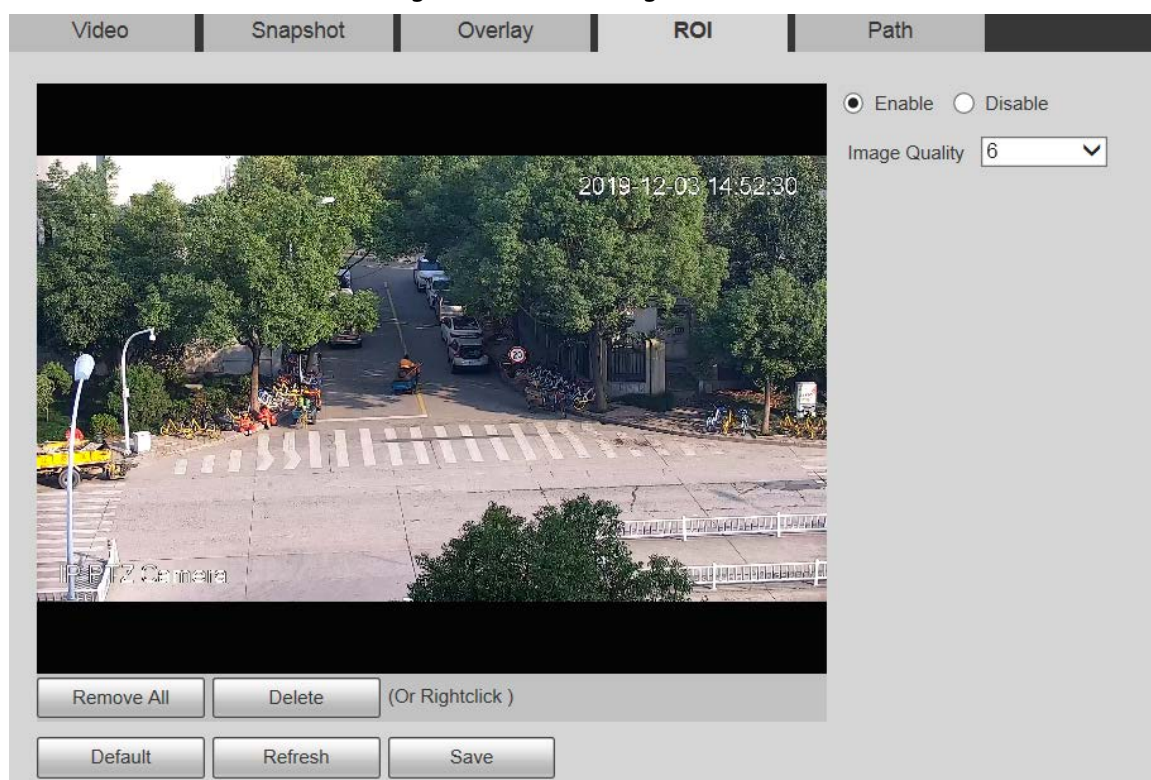 Video Snapshot Overlay ROI Path
Enable Disable
Image Quality 6
2019-12-03 14:52:30
20
IP PTZ Camera
Remove All Delete (Or Rightclick )
Default Refresh Save